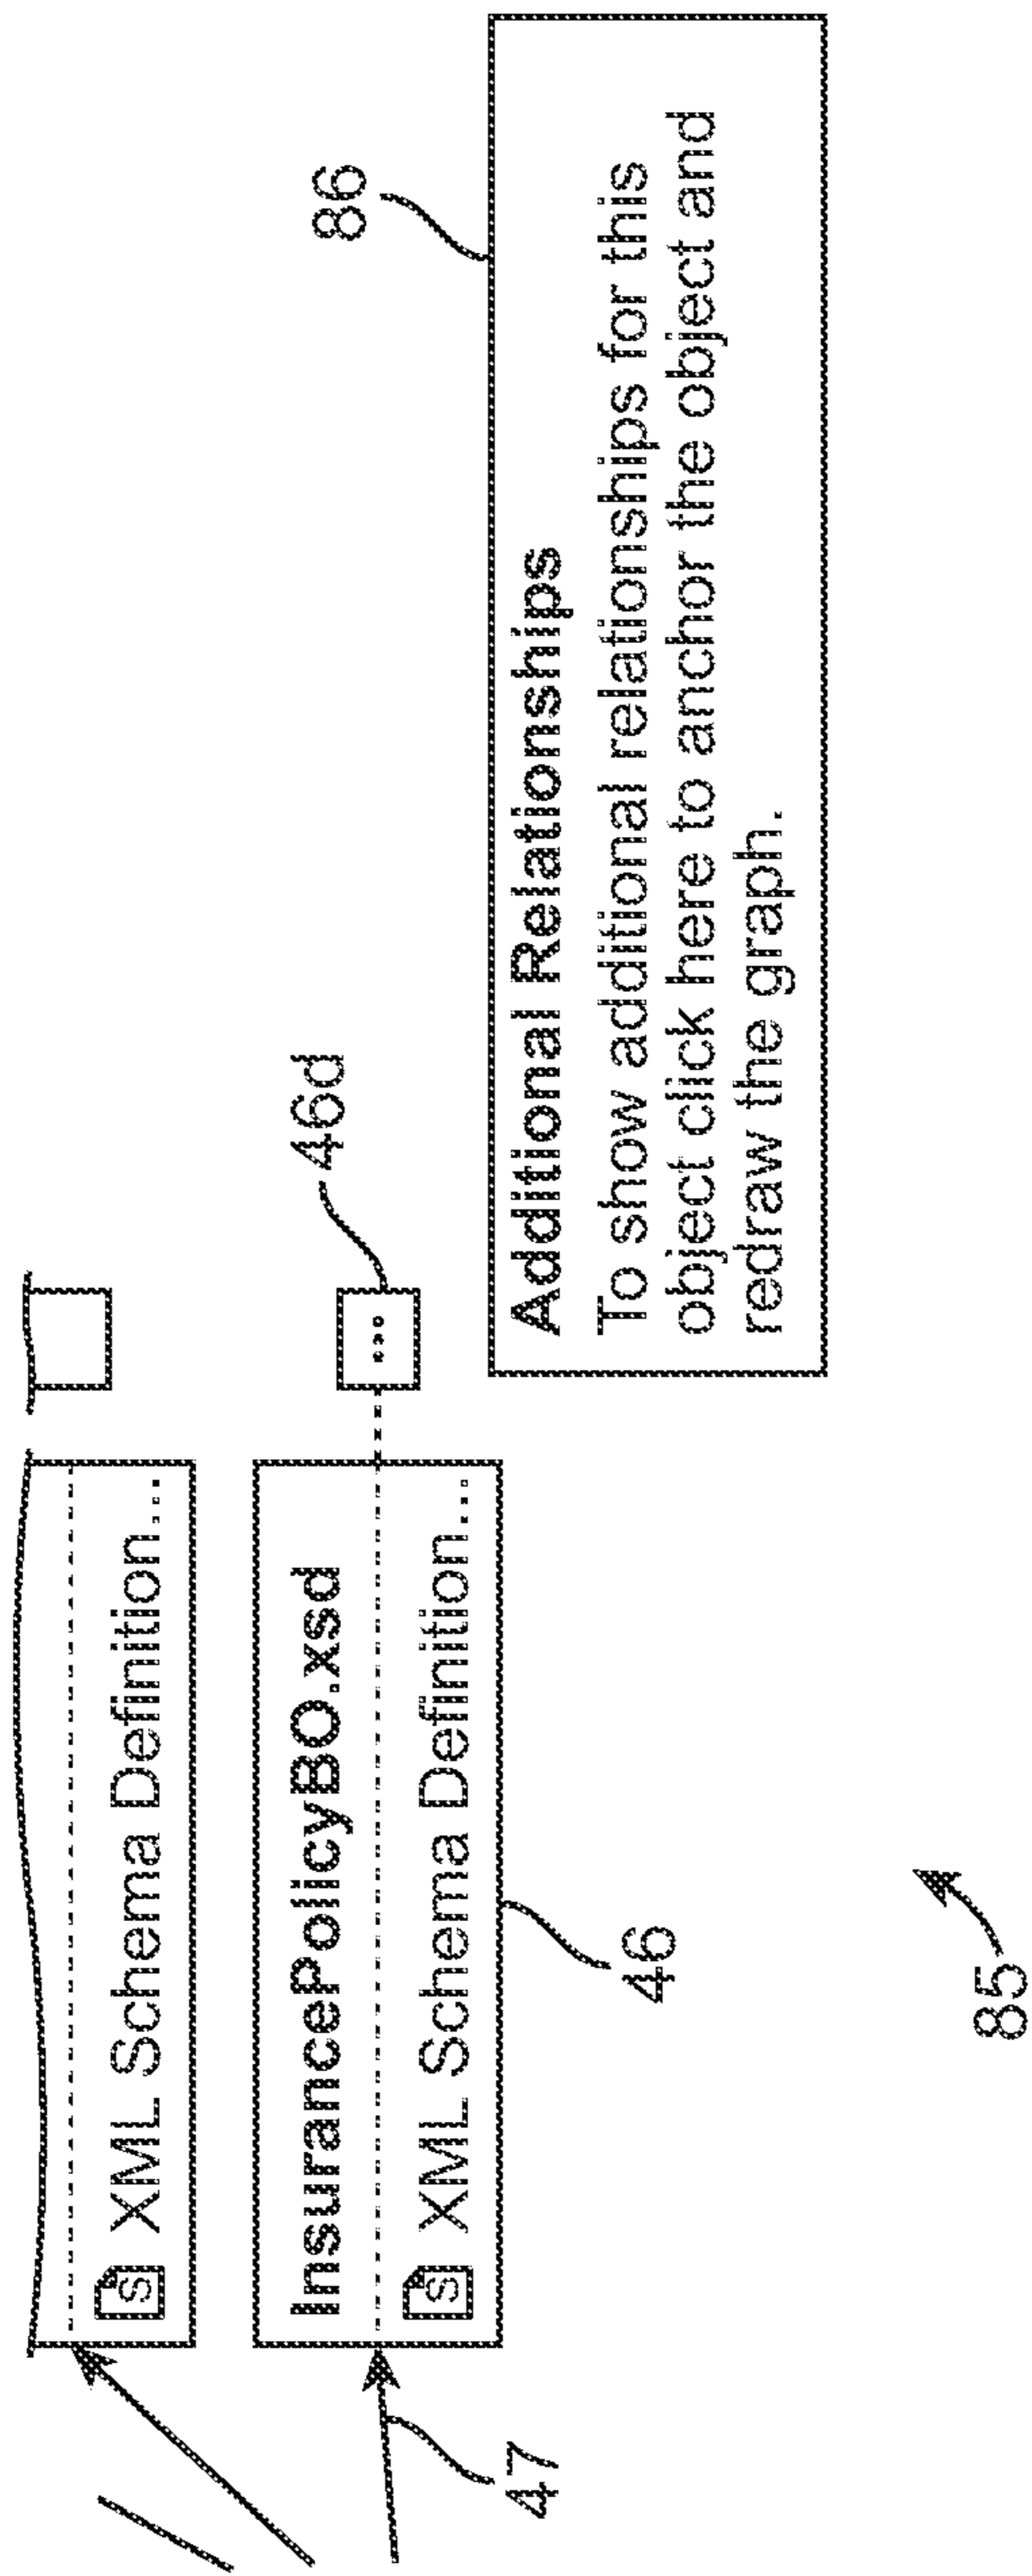 S XML Schema Definition...
InsurancePolicyBO.xsd
S XML Schema Definition...
...
46d
47
46
86
Additional Relationships
To show additional relationships for this
object click here to anchor the object and
redraw the graph.
85